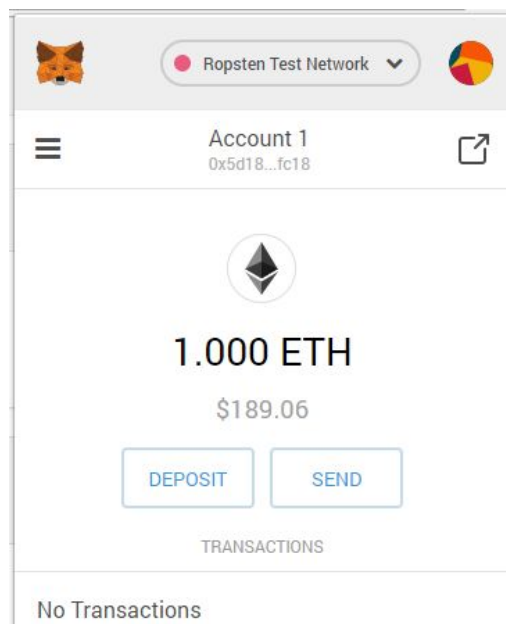 Ropsten Test Network
Account 1
0x5d18...fc18
1.000 ETH
$189.06
DEPOSIT SEND
TRANSACTIONS
No Transactions